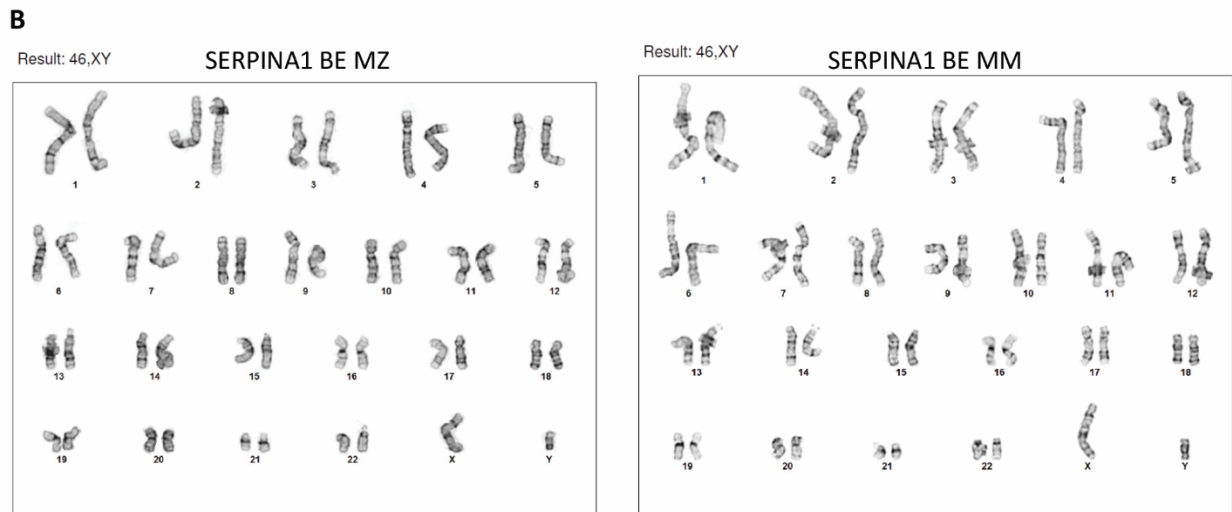 B
Result: 46,XY
SERPINA1 BE MZ
1 2 3 4 5
6 7 8 9 10 11 12
13 14 15 16 17 18
19 20 21 22 X Y
Result: 46,XY
SERPINA1 BE MM
1 2 3 4 5
6 7 8 9 10 11 12
13 14 15 16 17 18
19 20 21 22 X Y